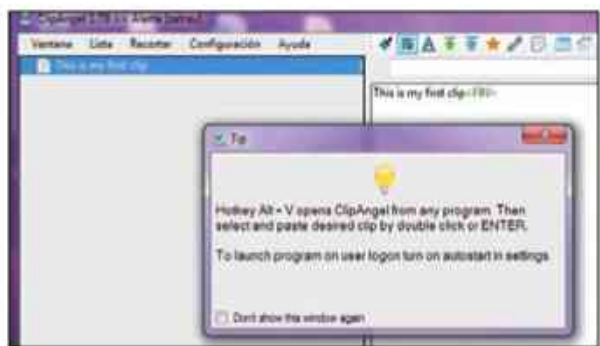 ClipAngel
Ventana Lista Recortar Configuración Ayuda
This is my first clip
This is my first clip
Tip
Hotkey Alt + V opens ClipAngel from any program. Then
select and paste desired clip by double click or ENTER.
To launch program on user logon turn on autostart in settings
Don't show this window again